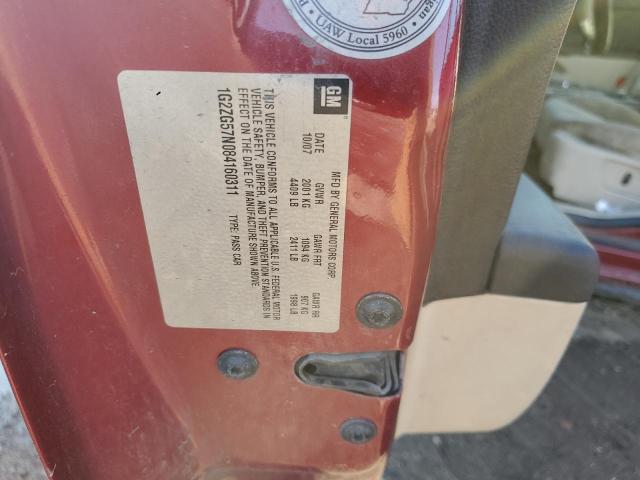 igan
UAW Local 5960
GM
MFD BY GENERAL MOTORS CORP.
DATE GVWR GAWR FRT GAWR RR
10/07 2001 KG 1094 KG 907 KG
4409 LB 2411 LB 1998 LB
THIS VEHICLE CONFORMS TO ALL APPLICABLE U.S. FEDERAL MOTOR
VEHICLE SAFETY, BUMPER, AND THEFT PREVENTION STANDARDS IN
EFFECT ON THE DATE OF MANUFACTURE SHOWN ABOVE.
1G2ZG57N084160311 TYPE: PASS CAR